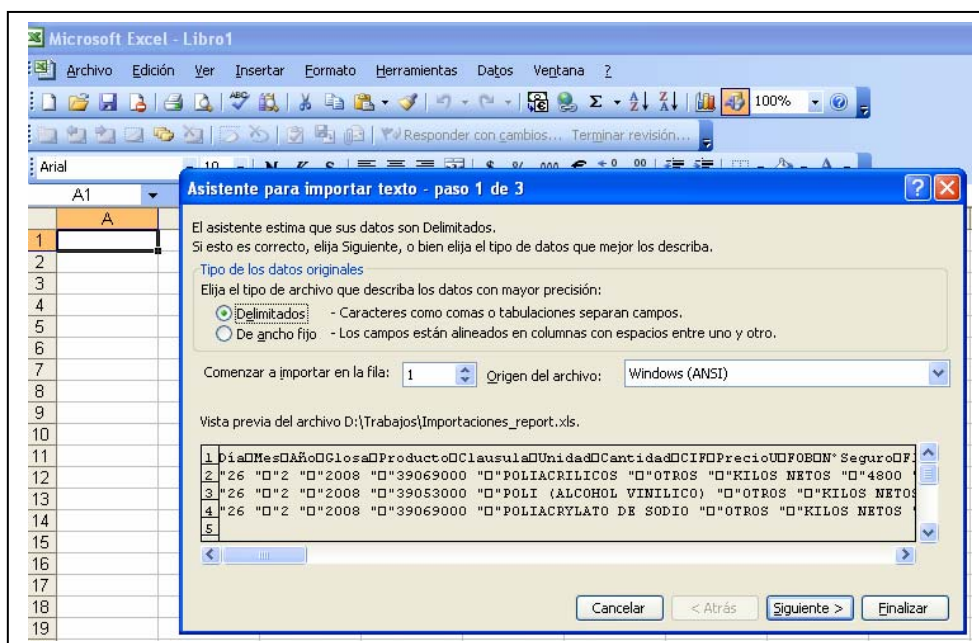 Microsoft Excel - Libro1
Archivo Edición Ver Insertar Formato Herramientas Datos Ventana ?
ABC Σ A Z Z A 100%
Responder con cambios... Terminar revisión...
Arial 10 N K S $ % 000 €
A1
Asistente para importar texto - paso 1 de 3
El asistente estima que sus datos son Delimitados.
Si esto es correcto, elija Siguiente, o bien elija el tipo de datos que mejor los describa.
Tipo de los datos originales
Elija el tipo de archivo que describa los datos con mayor precisión:
Delimitados - Caracteres como comas o tabulaciones separan campos.
De ancho fijo - Los campos están alineados en columnas con espacios entre uno y otro.
Comenzar a importar en la fila: 1 Origen del archivo: Windows (ANSI)
Vista previa del archivo D:\Trabajos\Importaciones_report.xls.
1 Día□Mes□Año□Glosa□Producto□Clausula□Unidad□Cantidad□CIF□PrecioU□FOB□N°Seguro□F
2 "26 "□"2 "□"2008 "□"39069000 "□"POLIACRILICOS "□"OTROS "□"KILOS NETOS "□"4800
3 "26 "□"2 "□"2008 "□"39053000 "□"POLI (ALCOHOL VINILICO) "□"OTROS "□"KILOS NETOS
4 "26 "□"2 "□"2008 "□"39069000 "□"POLIACRYLATO DE SODIO "□"OTROS "□"KILOS NETOS "
5
Cancelar < Atrás Siguiente > Finalizar
A
1
2
3
4
5
6
7
8
9
10
11
12
13
14
15
16
17
18
19